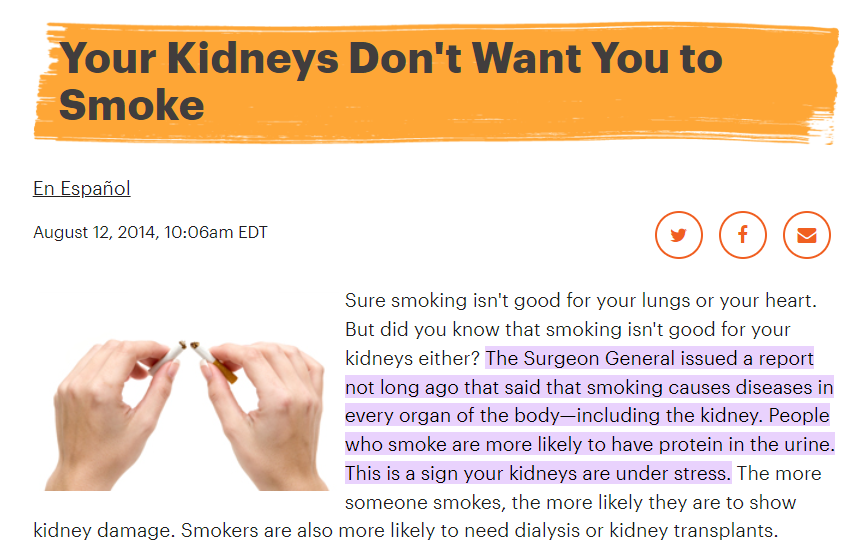 Your Kidneys Don't Want You to
Smoke
En Español
August 12, 2014, 10:06am EDT
Sure smoking isn't good for your lungs or your heart.
But did you know that smoking isn't good for your
kidneys either? The Surgeon General issued a report
not long ago that said that smoking causes diseases in
every organ of the body—including the kidney. People
who smoke are more likely to have protein in the urine.
This is a sign your kidneys are under stress. The more
someone smokes, the more likely they are to show
kidney damage. Smokers are also more likely to need dialysis or kidney transplants.